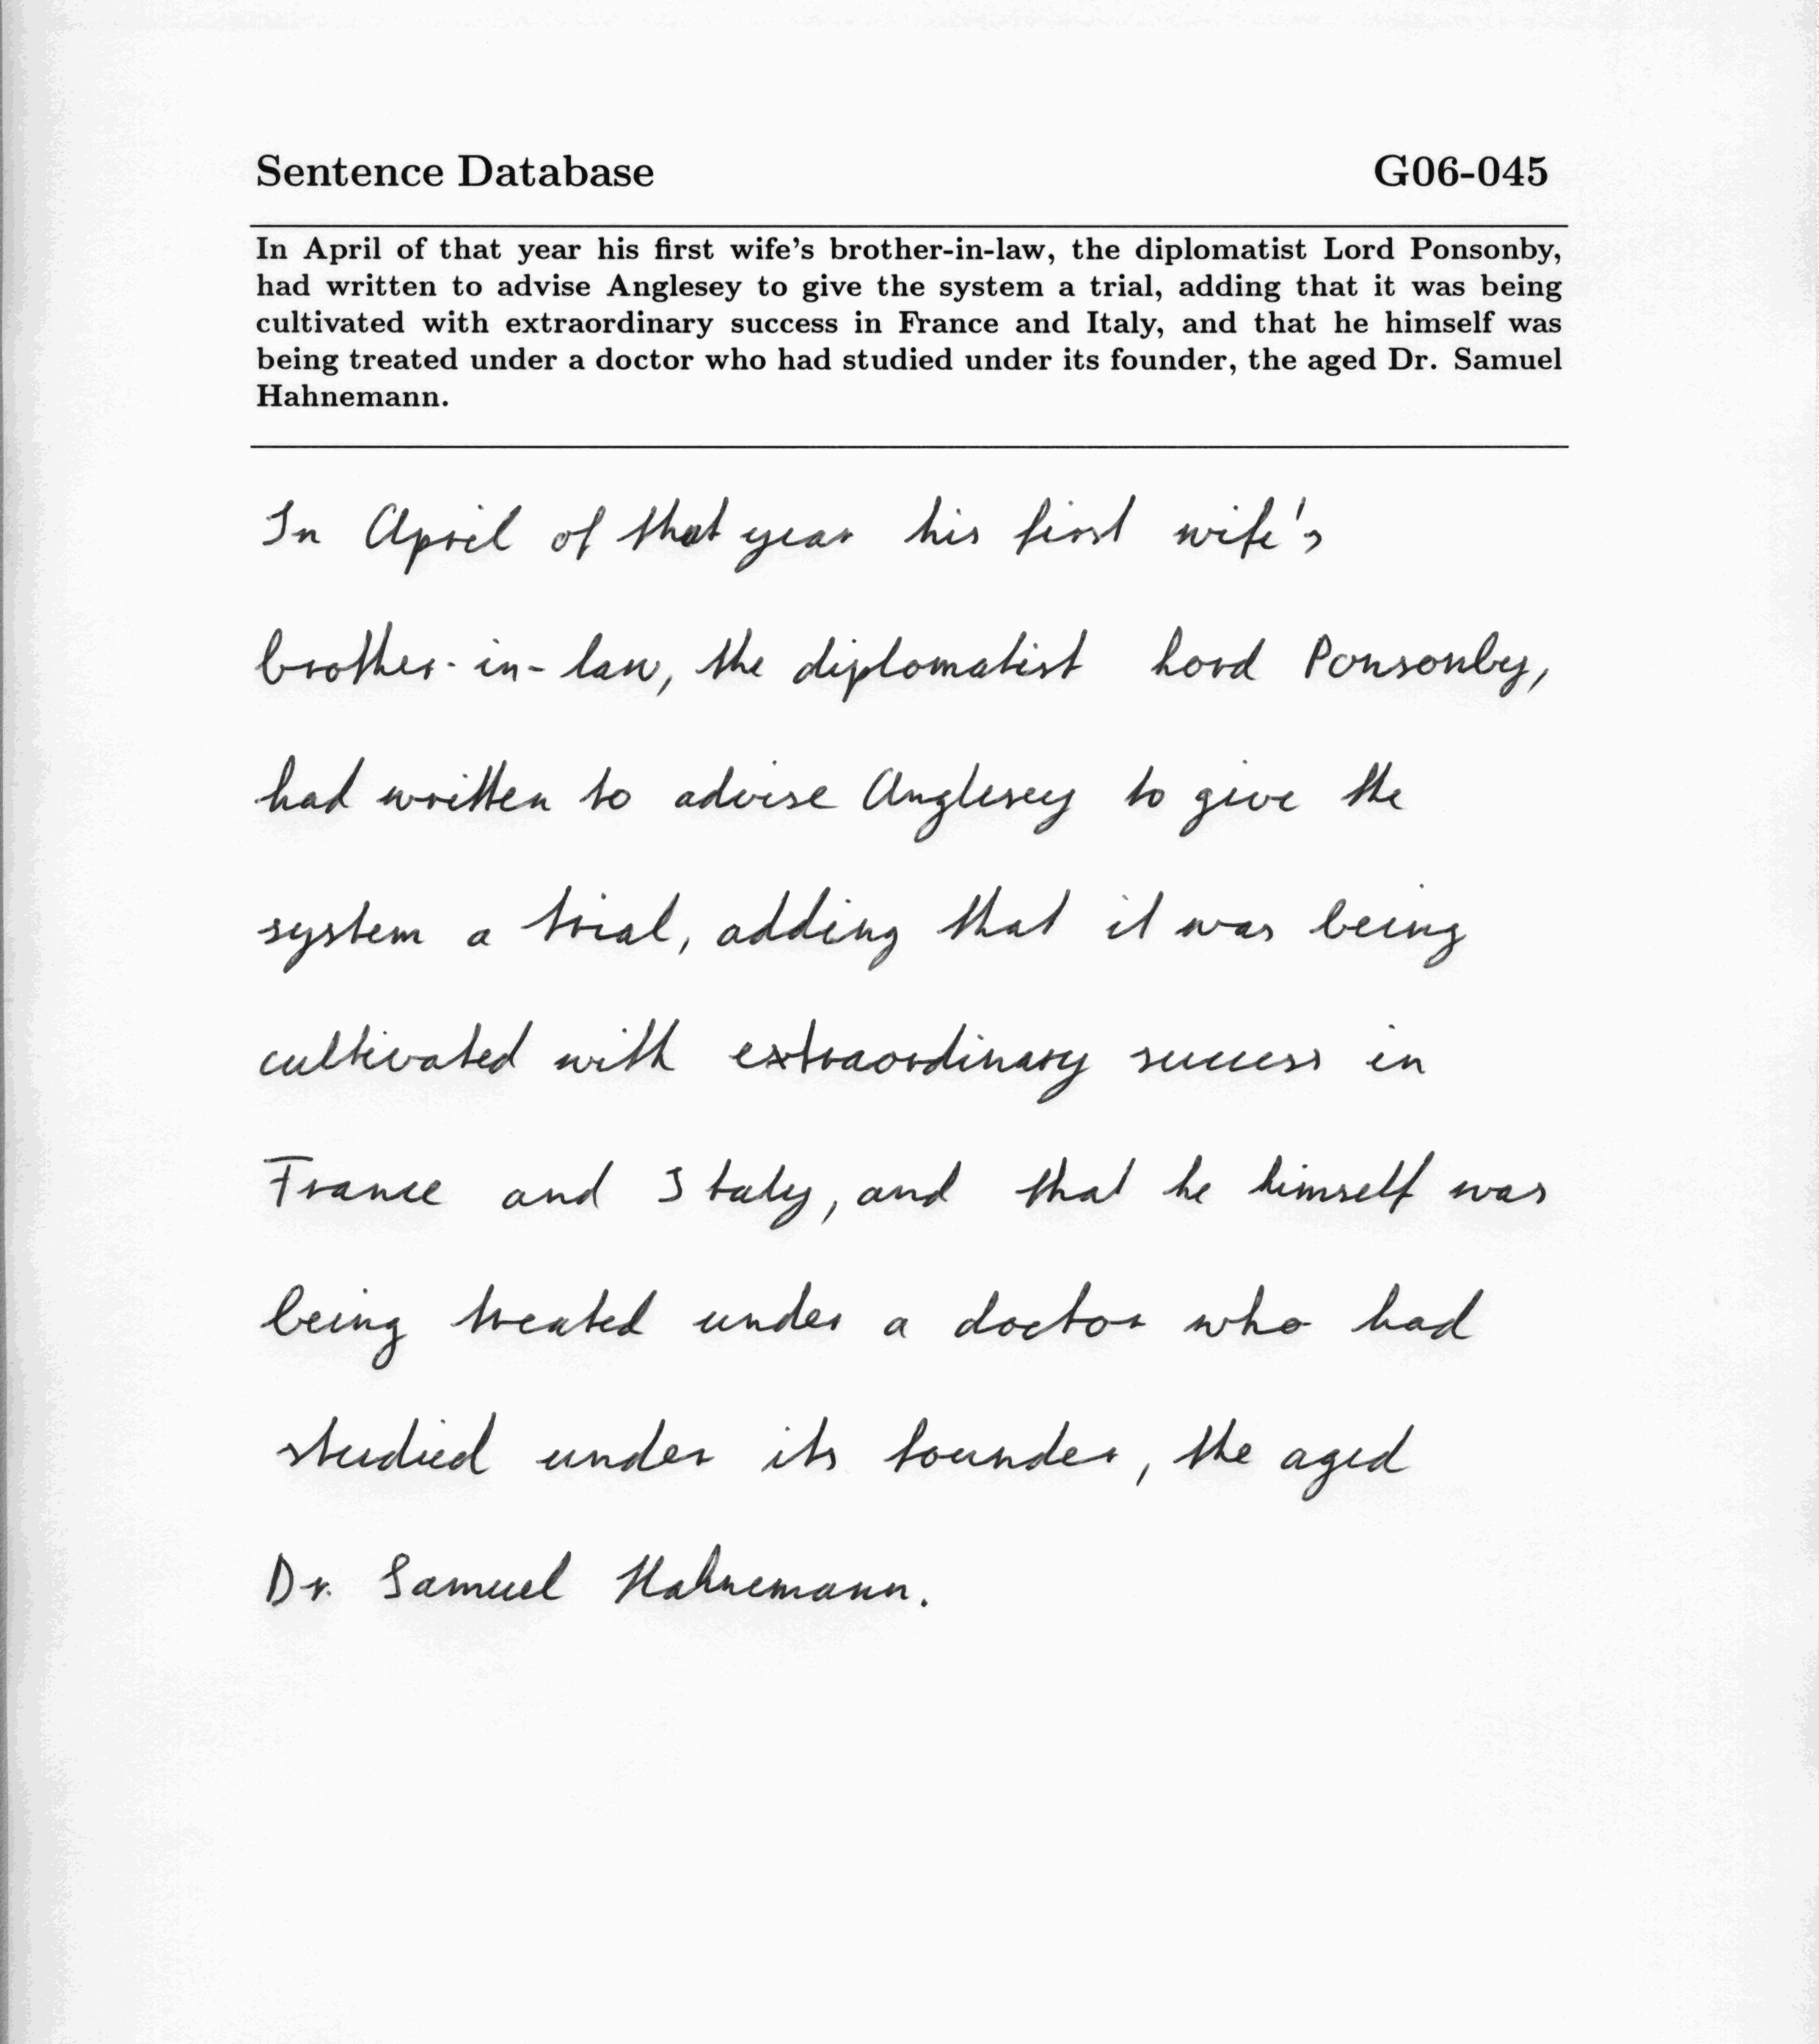 Sentence Database G06-045
In April of that year his first wife's brother-in-law, the diplomatist Lord Ponsonby,
had written to advise Anglesey to give the system a trial, adding that it was being
cultivated with extraordinary success in France and Italy, and that he himself was
being treated under a doctor who had studied under its founder, the aged Dr. Samuel
Hahnemann.
In April of that year his first wife's
brother-in-law, the diplomatist Lord Ponsonby,
had written to advise Anglesey to give the
system a trial, adding that it was being
cultivated with extraordinary success in
France and Italy, and that he himself was
being treated under a doctor who had
studied under its founder, the aged
Dr. Samuel Hahnemann.